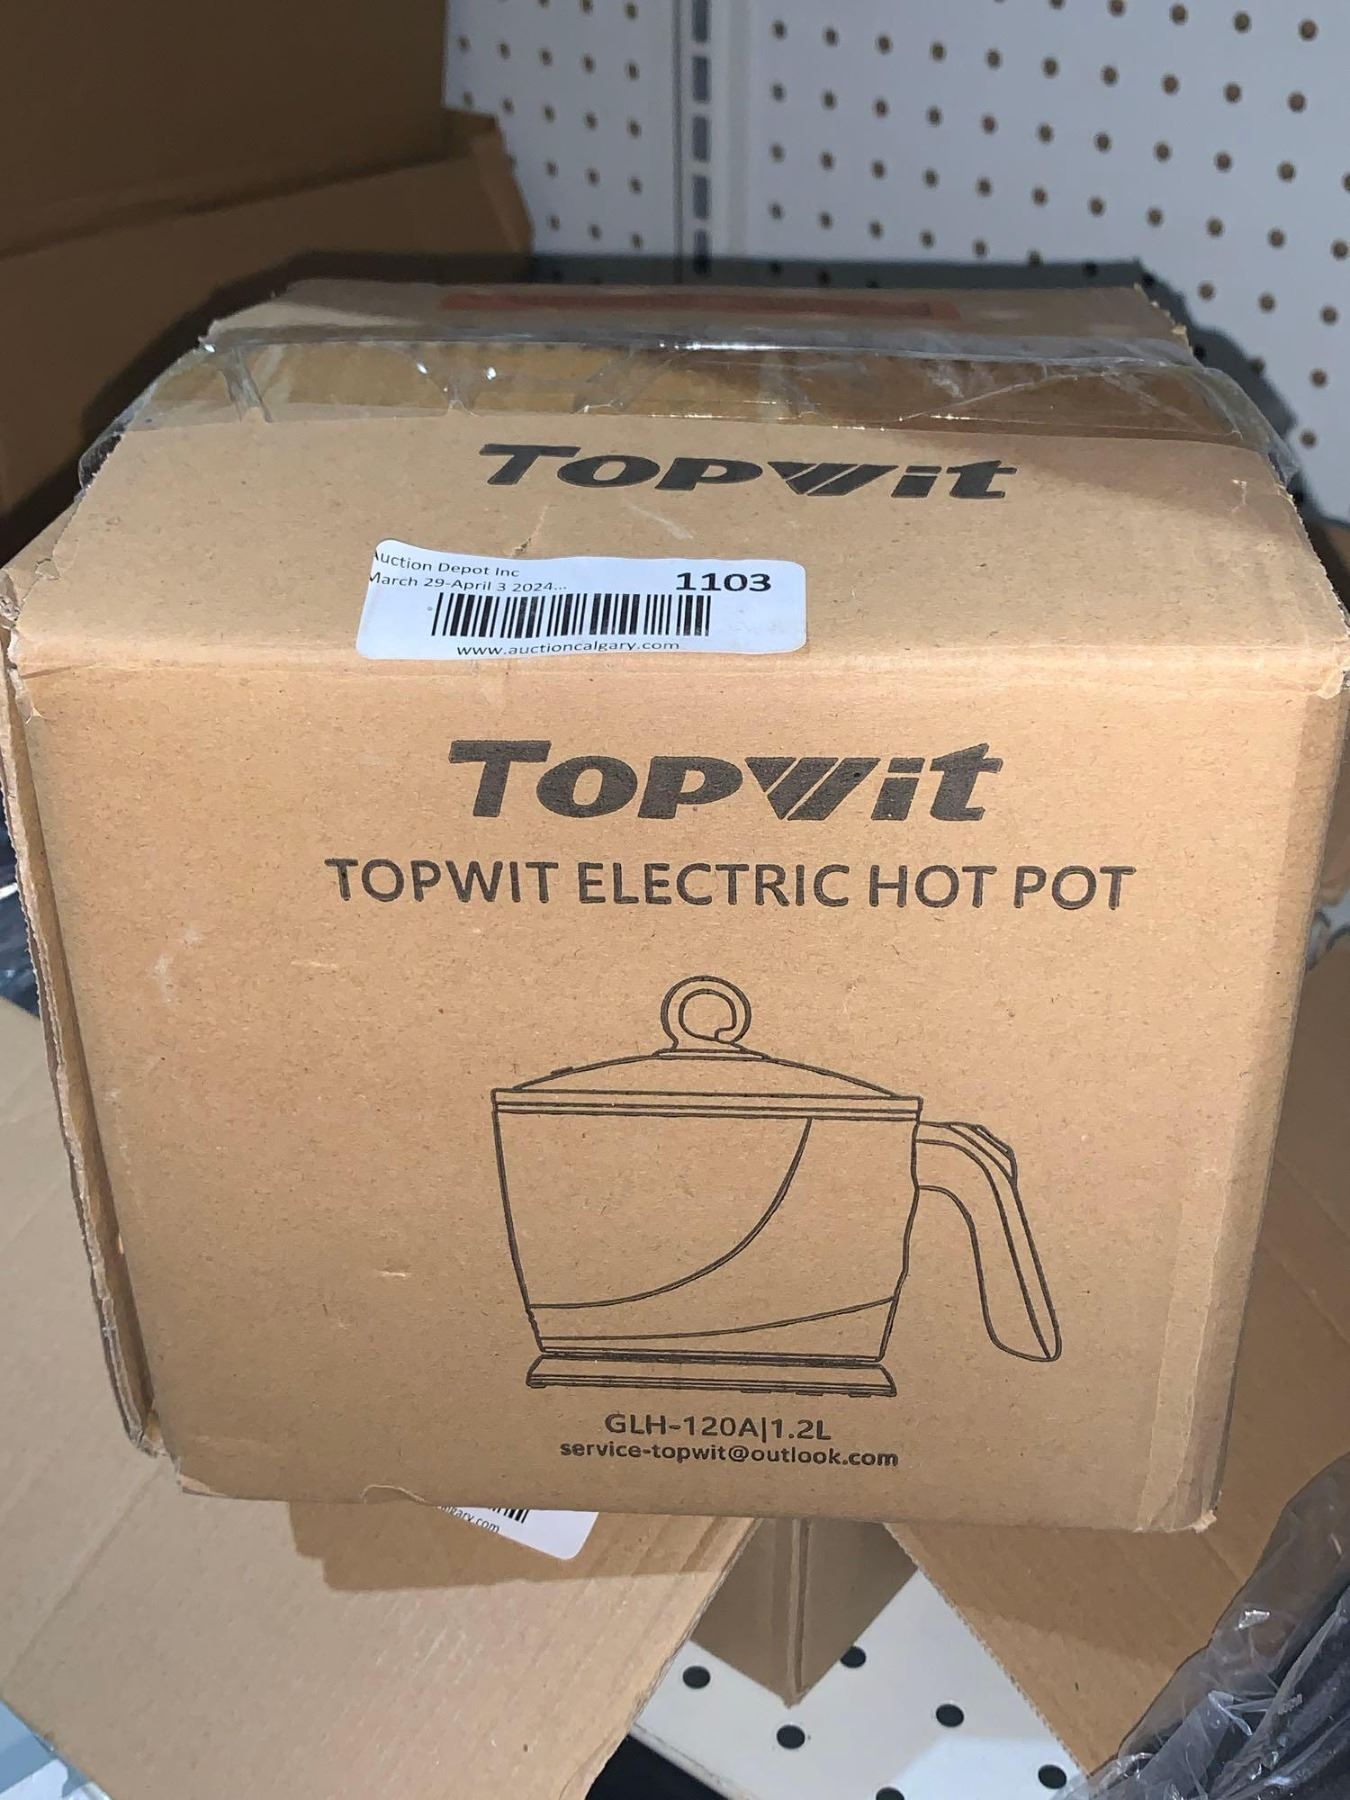 Topwit
Auction Depot Inc
March 29-April 3 2024...
1103
www.auctioncalgary.com
Topwit
TOPWIT ELECTRIC HOT POT
GLH-120A|1.2L
service-topwit@outlook.com